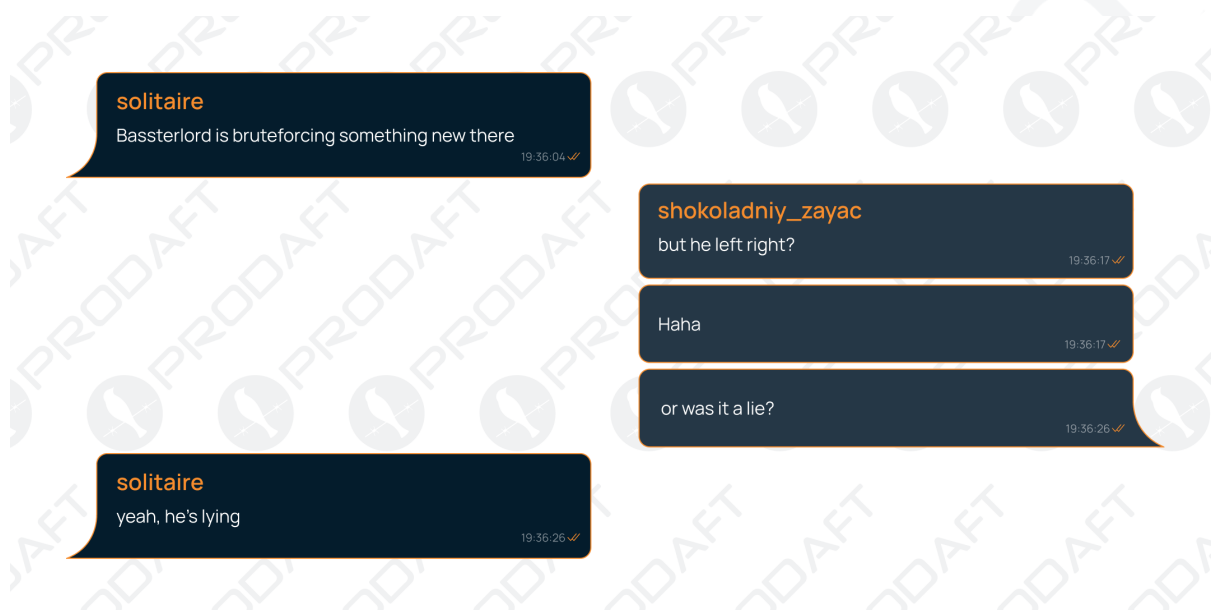 solitaire
Bassterlord is bruteforcing something new there
19:36:04
shokoladniy_zayac
but he left right?
19:36:17
Haha
19:36:17
or was it a lie?
19:36:26
solitaire
yeah, he's lying
19:36:26
PRODAFT